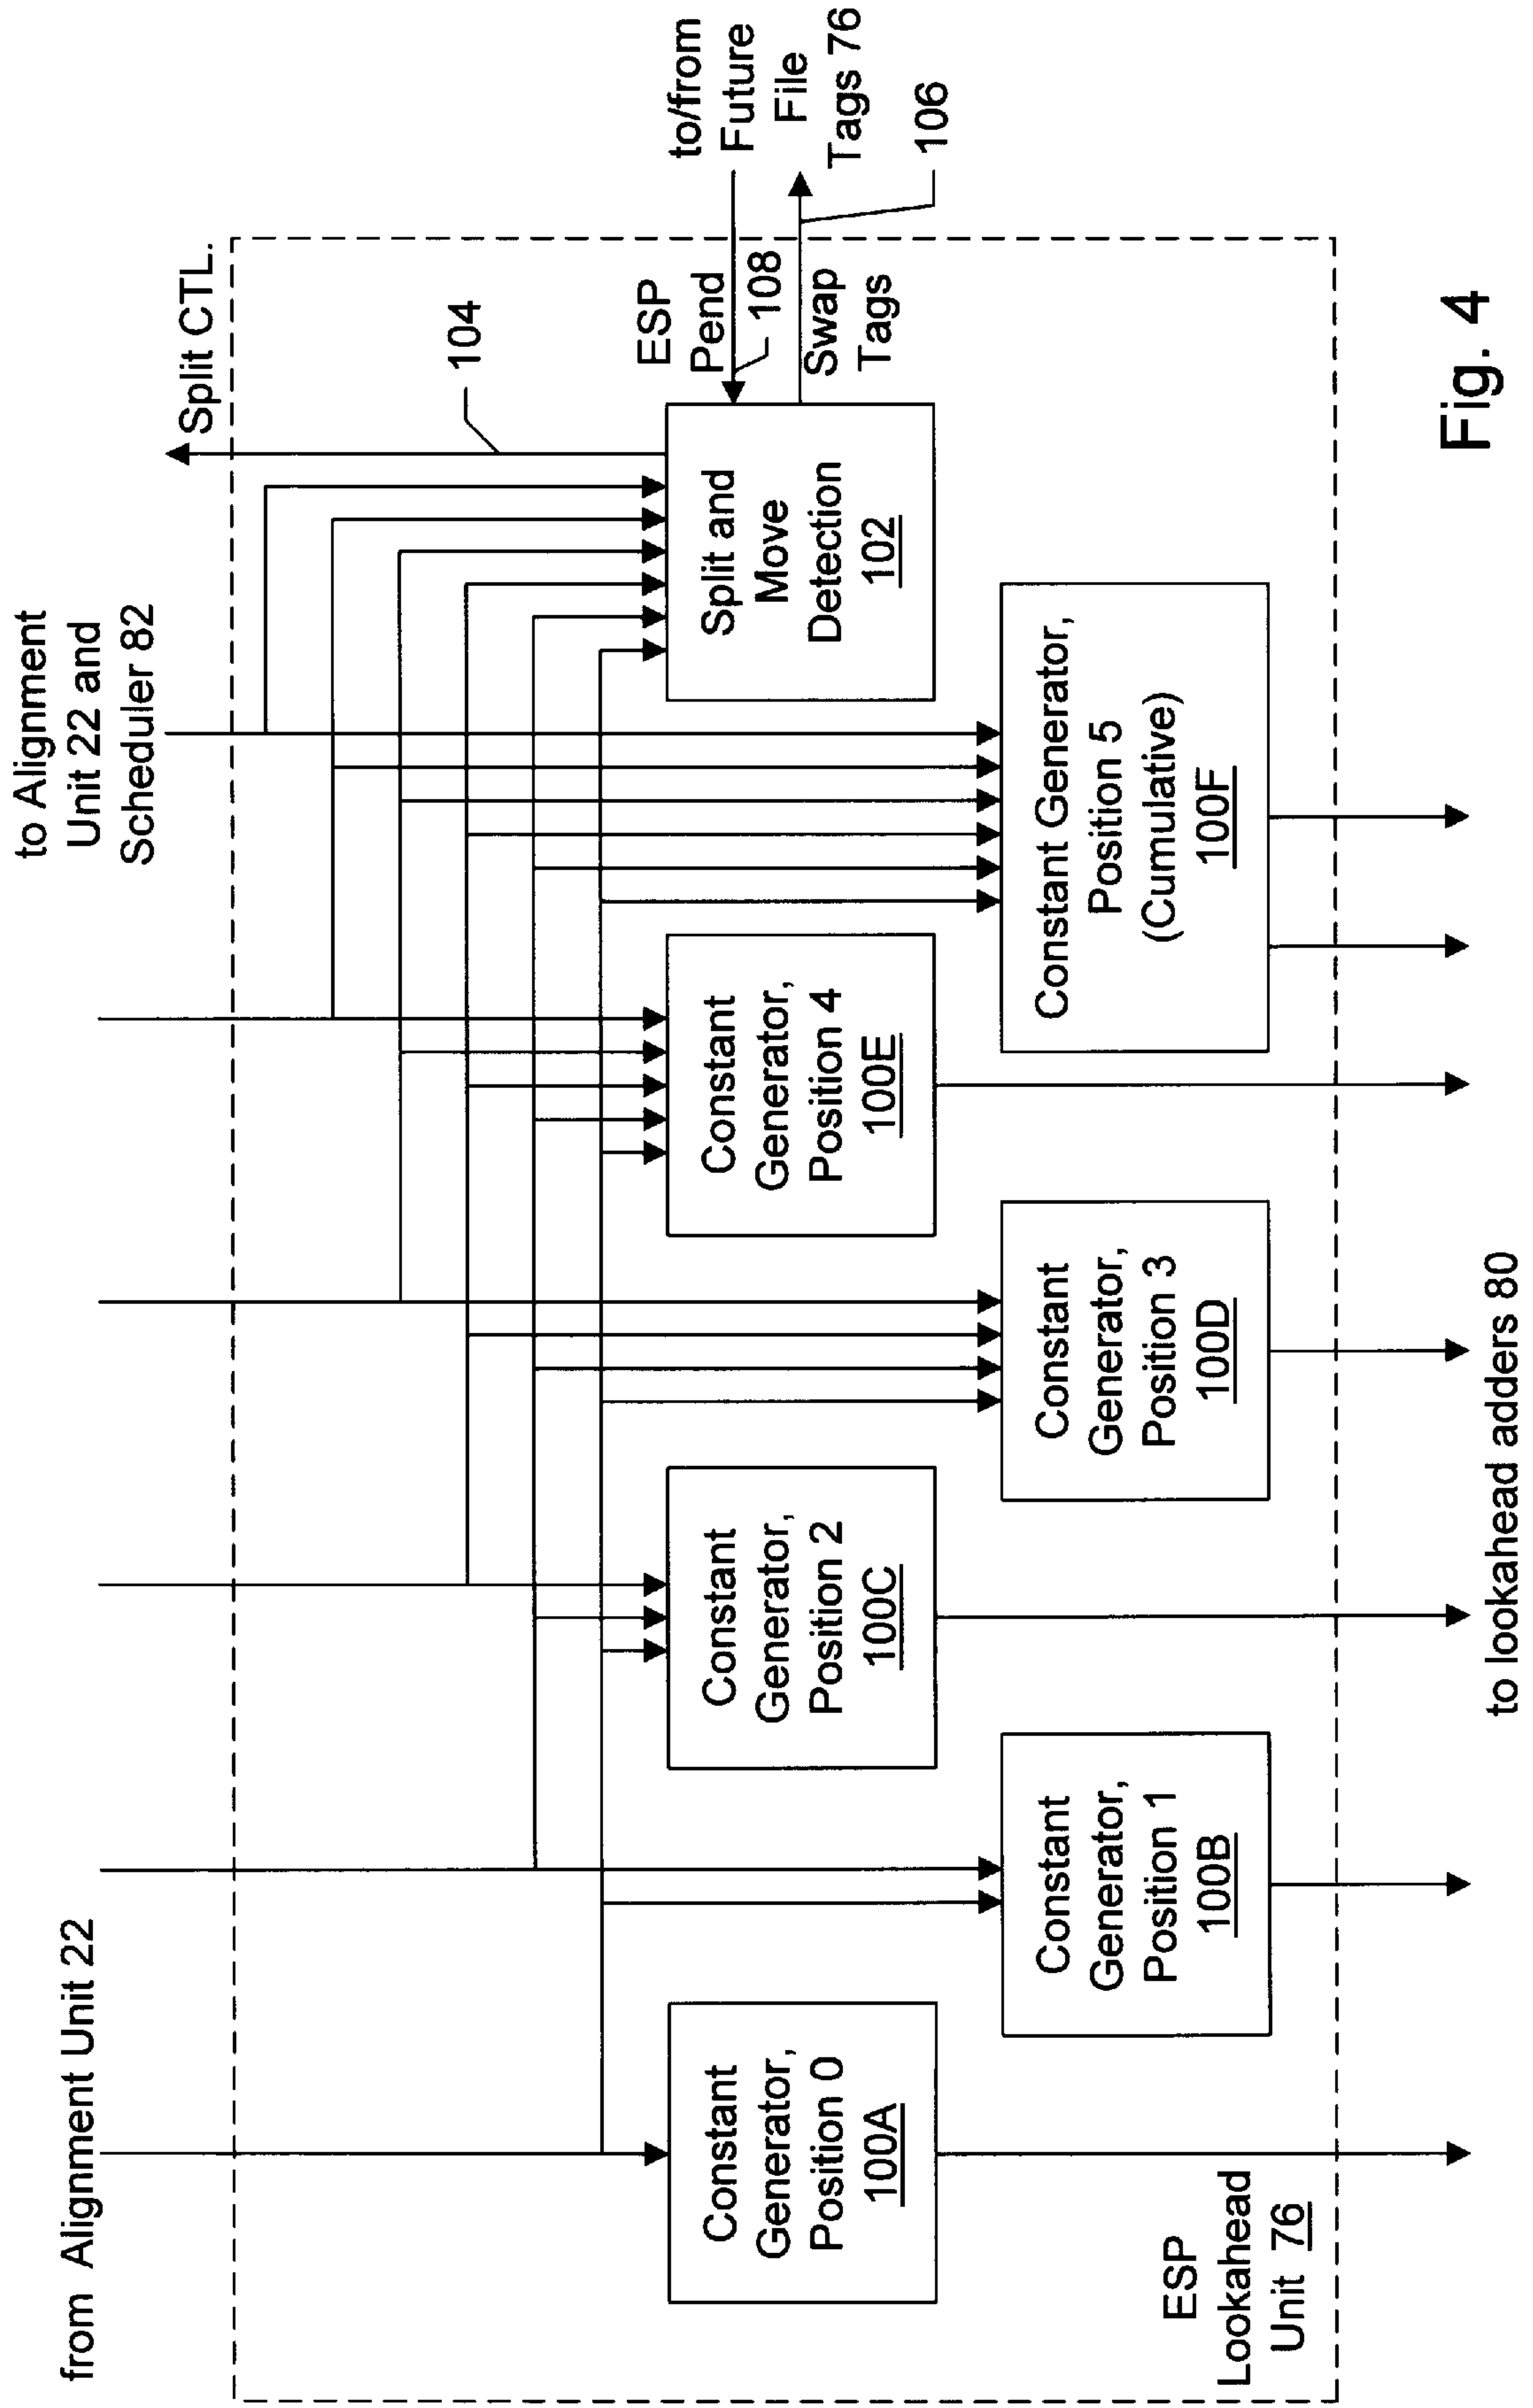 from Alignment Unit 22
to Alignment
Unit 22 and
Scheduler 82
Split CTL.
104
to/from
Future
File
Tags 76
106
ESP
Pend
108
Swap
Tags
Constant
Generator,
Position 0
100A
Constant
Generator,
Position 2
100C
Constant
Generator,
Position 4
100E
Split and
Move
Detection
102
Constant
Generator,
Position 1
100B
Constant
Generator,
Position 3
100D
Constant Generator,
Position 5
(Cumulative)
100F
ESP
Lookahead
Unit 76
to lookahead adders 80
Fig. 4